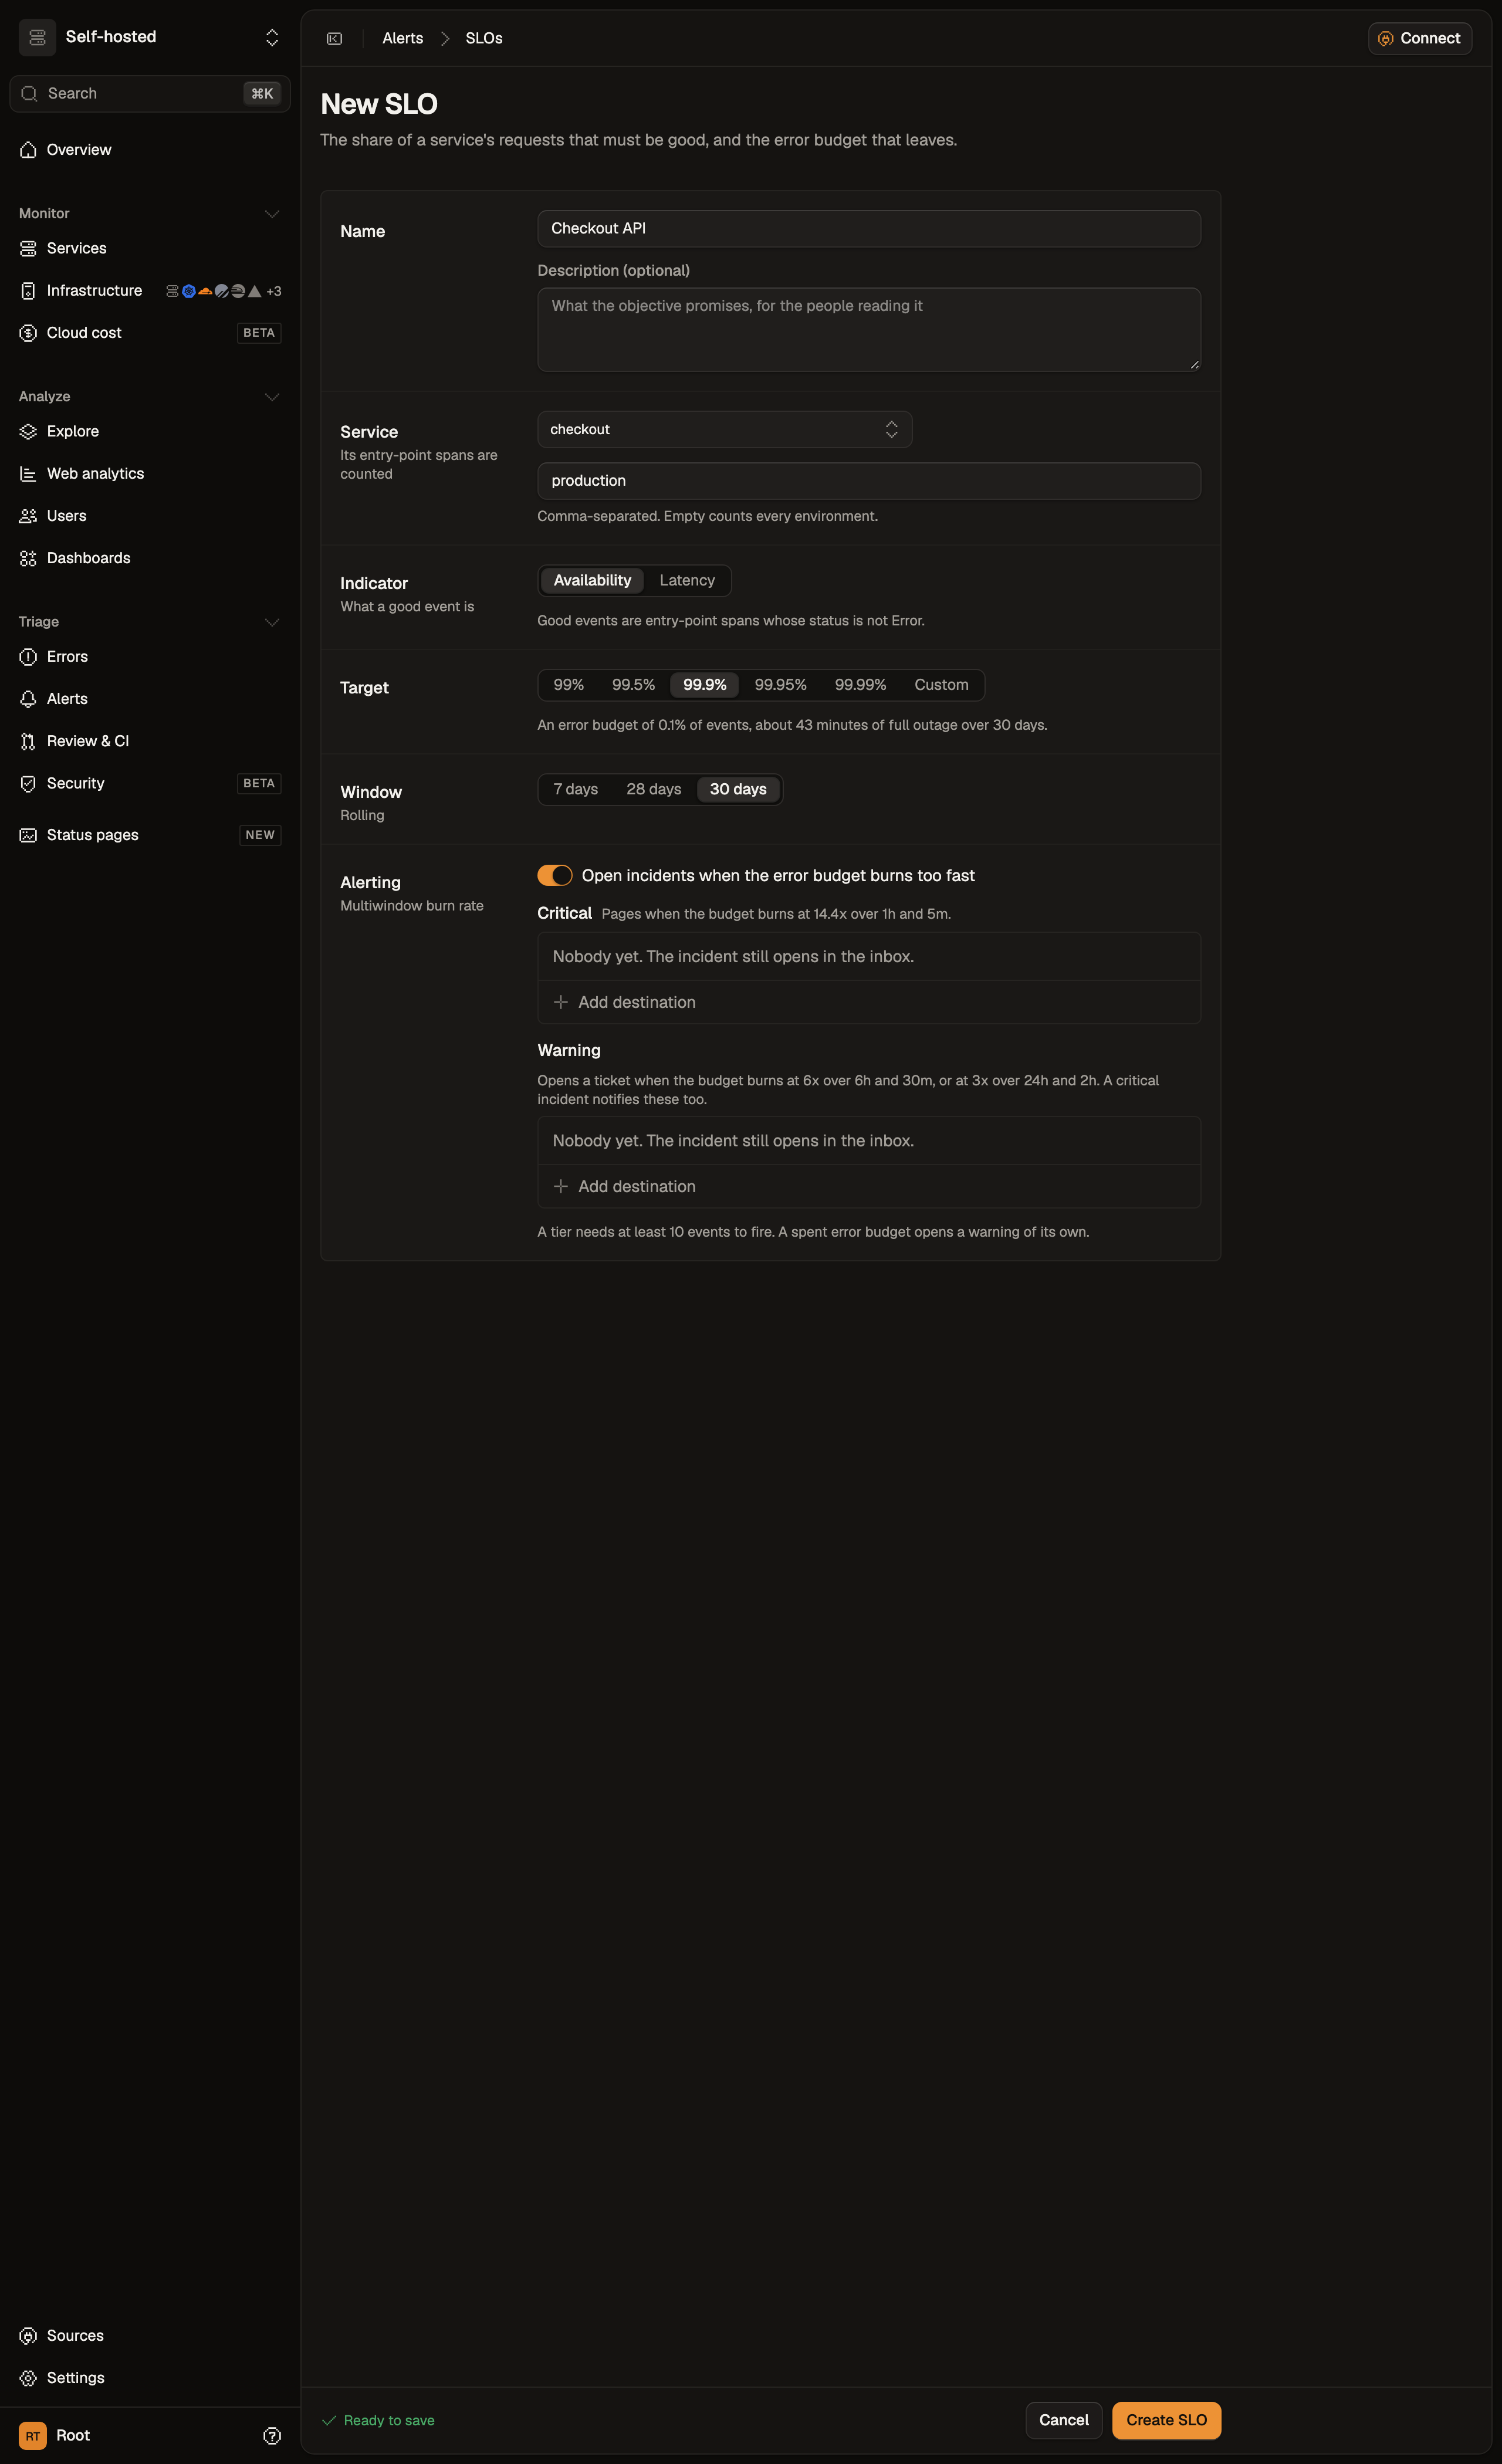 Self-hosted
Search
⌘K
Overview
Monitor
Services
Infrastructure
+3
Cloud cost
BETA
Analyze
Explore
Web analytics
Users
Dashboards
Triage
Errors
Alerts
Review & CI
Security
BETA
Status pages
NEW
Sources
Settings
RT
Root
Alerts
SLOs
Connect
New SLO
The share of a service's requests that must be good, and the error budget that leaves.
Name
Checkout API
Description (optional)
What the objective promises, for the people reading it
Service
Its entry-point spans are
counted
checkout
production
Comma-separated. Empty counts every environment.
Indicator
What a good event is
Availability
Latency
Good events are entry-point spans whose status is not Error.
Target
99%
99.5%
99.9%
99.95%
99.99%
Custom
An error budget of 0.1% of events, about 43 minutes of full outage over 30 days.
Window
Rolling
7 days
28 days
30 days
Alerting
Multiwindow burn rate
Open incidents when the error budget burns too fast
Critical Pages when the budget burns at 14.4x over 1h and 5m.
Nobody yet. The incident still opens in the inbox.
Add destination
Warning
Opens a ticket when the budget burns at 6x over 6h and 30m, or at 3x over 24h and 2h. A critical
incident notifies these too.
Nobody yet. The incident still opens in the inbox.
Add destination
A tier needs at least 10 events to fire. A spent error budget opens a warning of its own.
Ready to save
Cancel
Create SLO